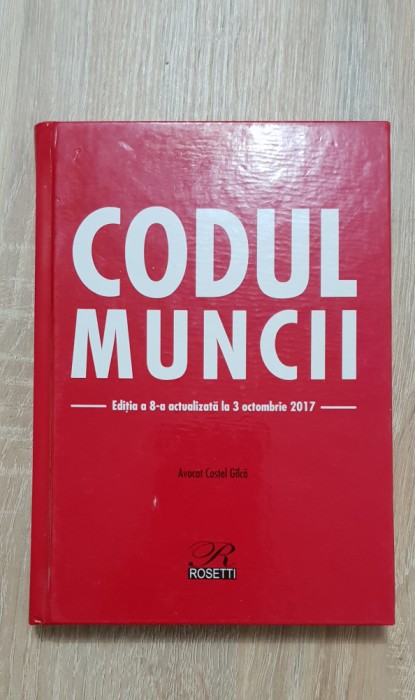 CODUL
MUNCII
Ediția a 8-a actualizată la 3 octombrie 2017
Avocat Costel Gîlcă
R
ROSETTI